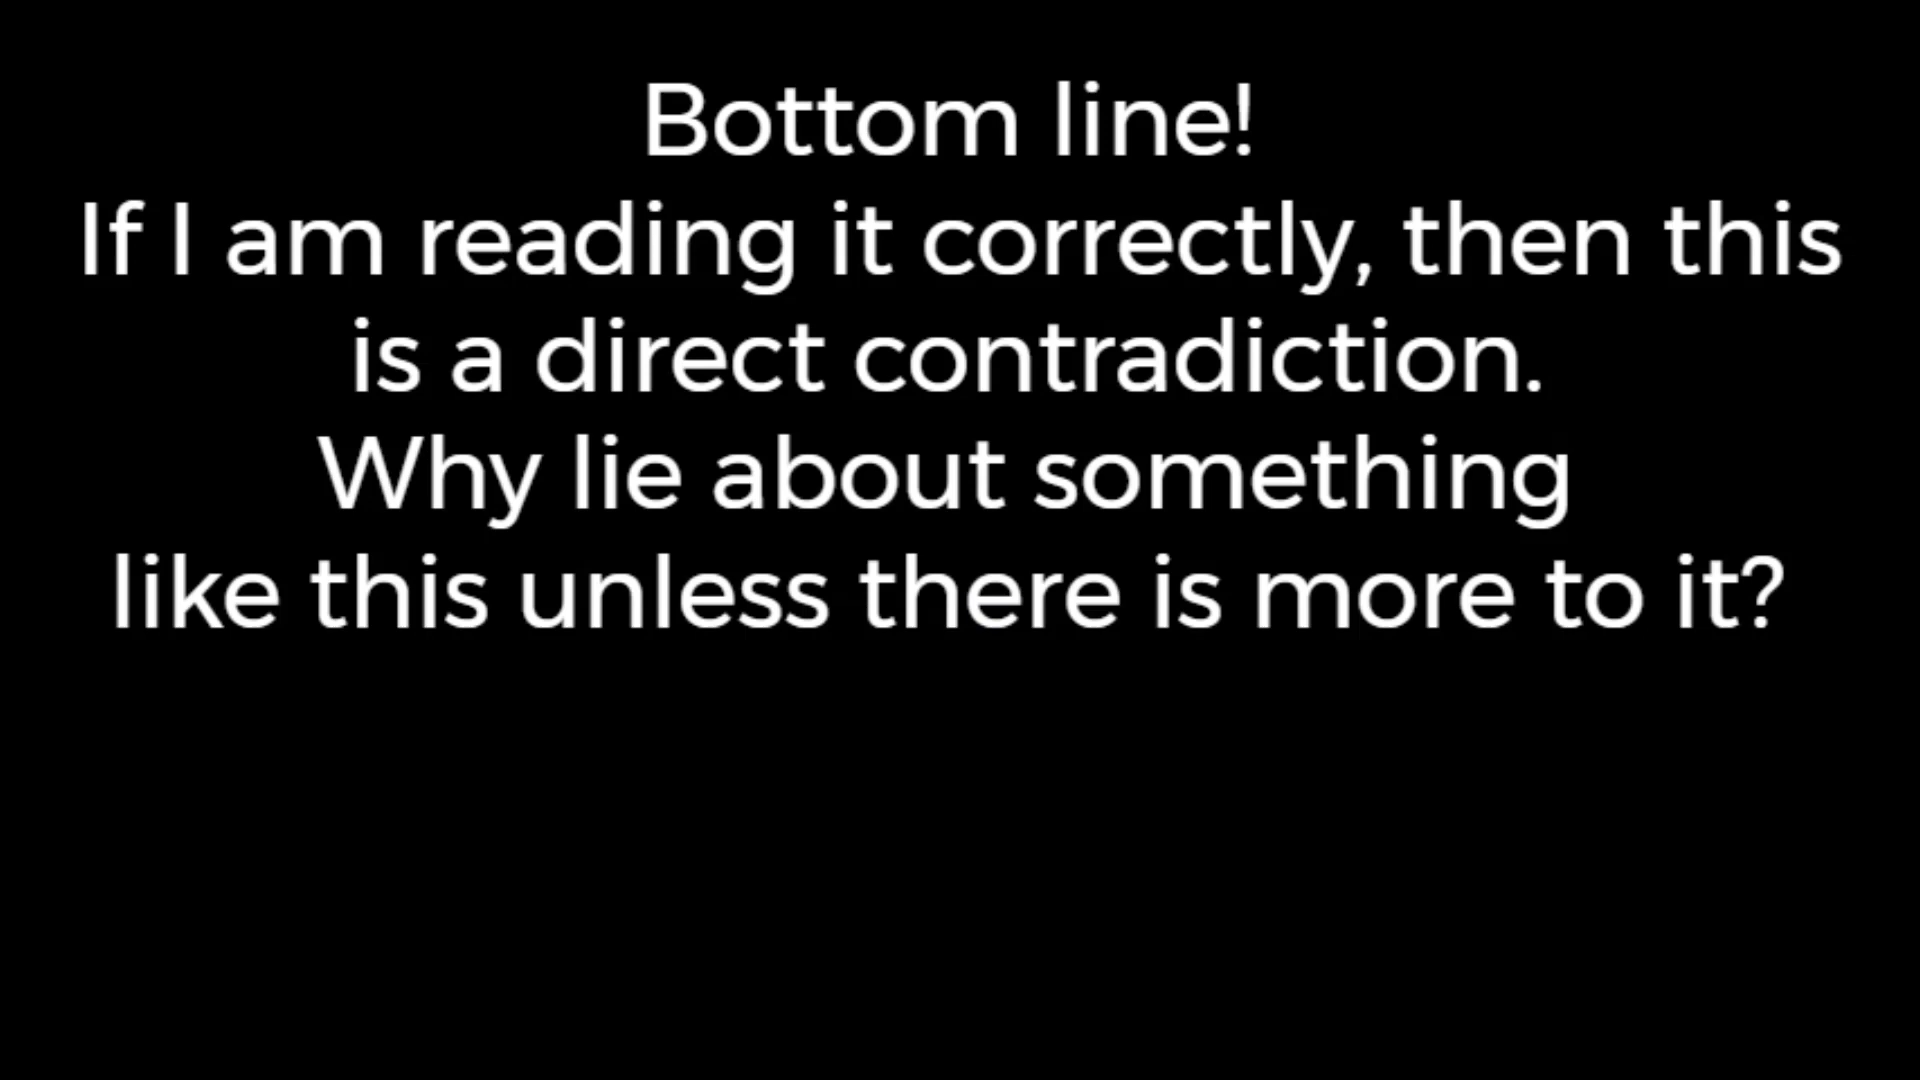 Bottom line!
If I am reading it correctly, then this
is a direct contradiction.
Why lie about something
like this unless there is more to it?